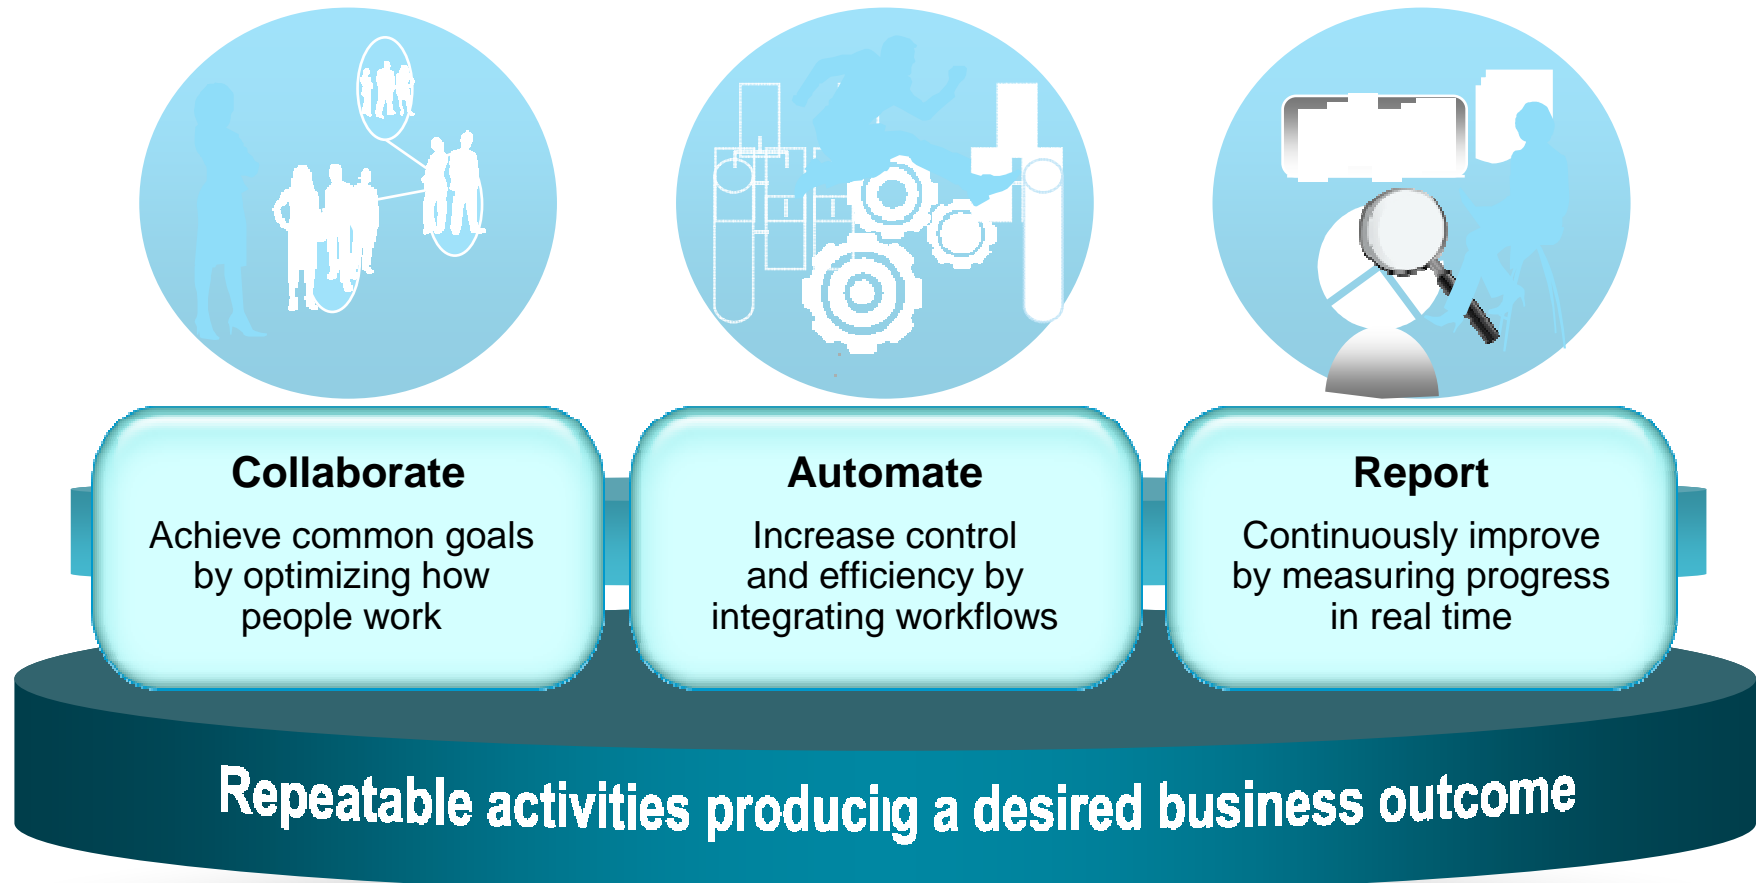 Collaborate
Achieve common goals
by optimizing how
people work
Automate
Increase control
and efficiency by
integrating workflows
Report
Continuously improve
by measuring progress
in real time
Repeatable activities producing a desired business outcome